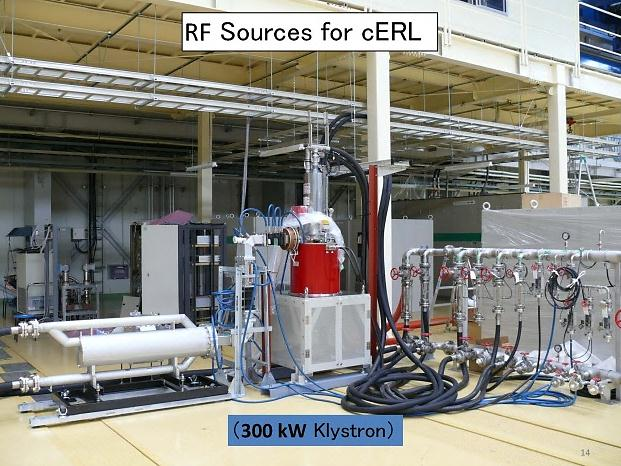 RF Sources for cERL
(300 kW Klystron)
14